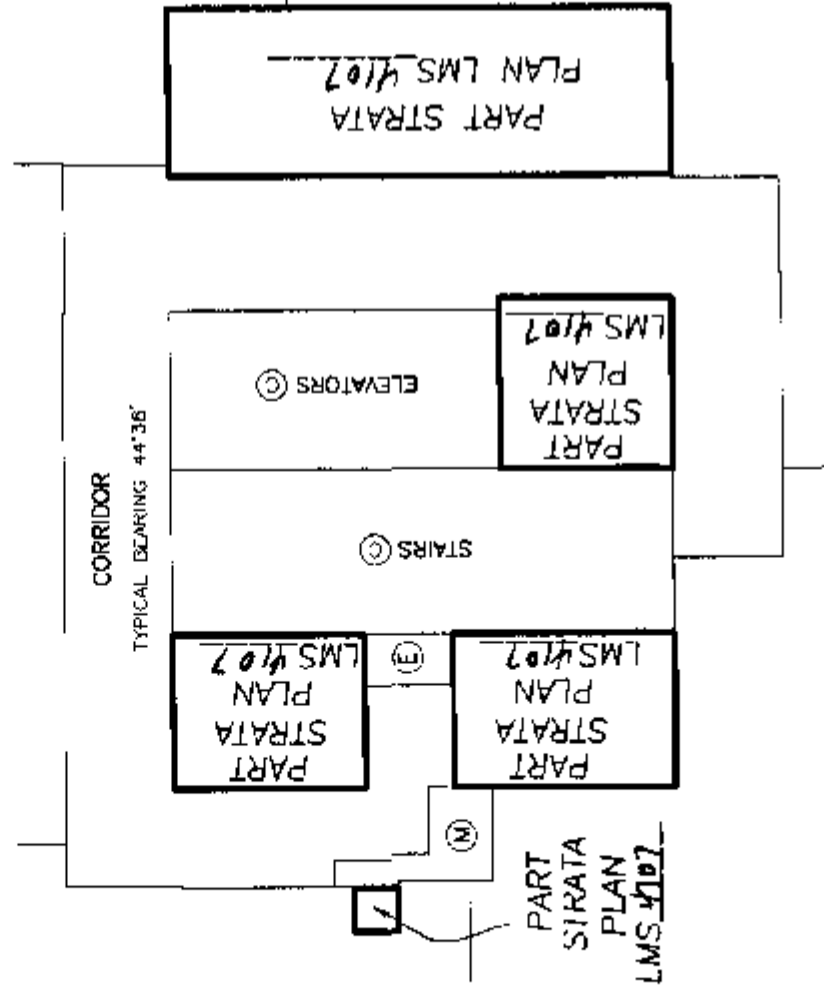 PART STRATA
PLAN LMS 4107
LMS 4107
PLAN
STRATA
PART
ELEVATORS Ⓒ
CORRIDOR
TYPICAL BEARING 44°36'
STAIRS Ⓒ
PART
STRATA
PLAN
LMS 4107
Ⓔ
PART
STRATA
PLAN
LMS 4107
Ⓜ
PART
STRATA
PLAN
LMS 4107